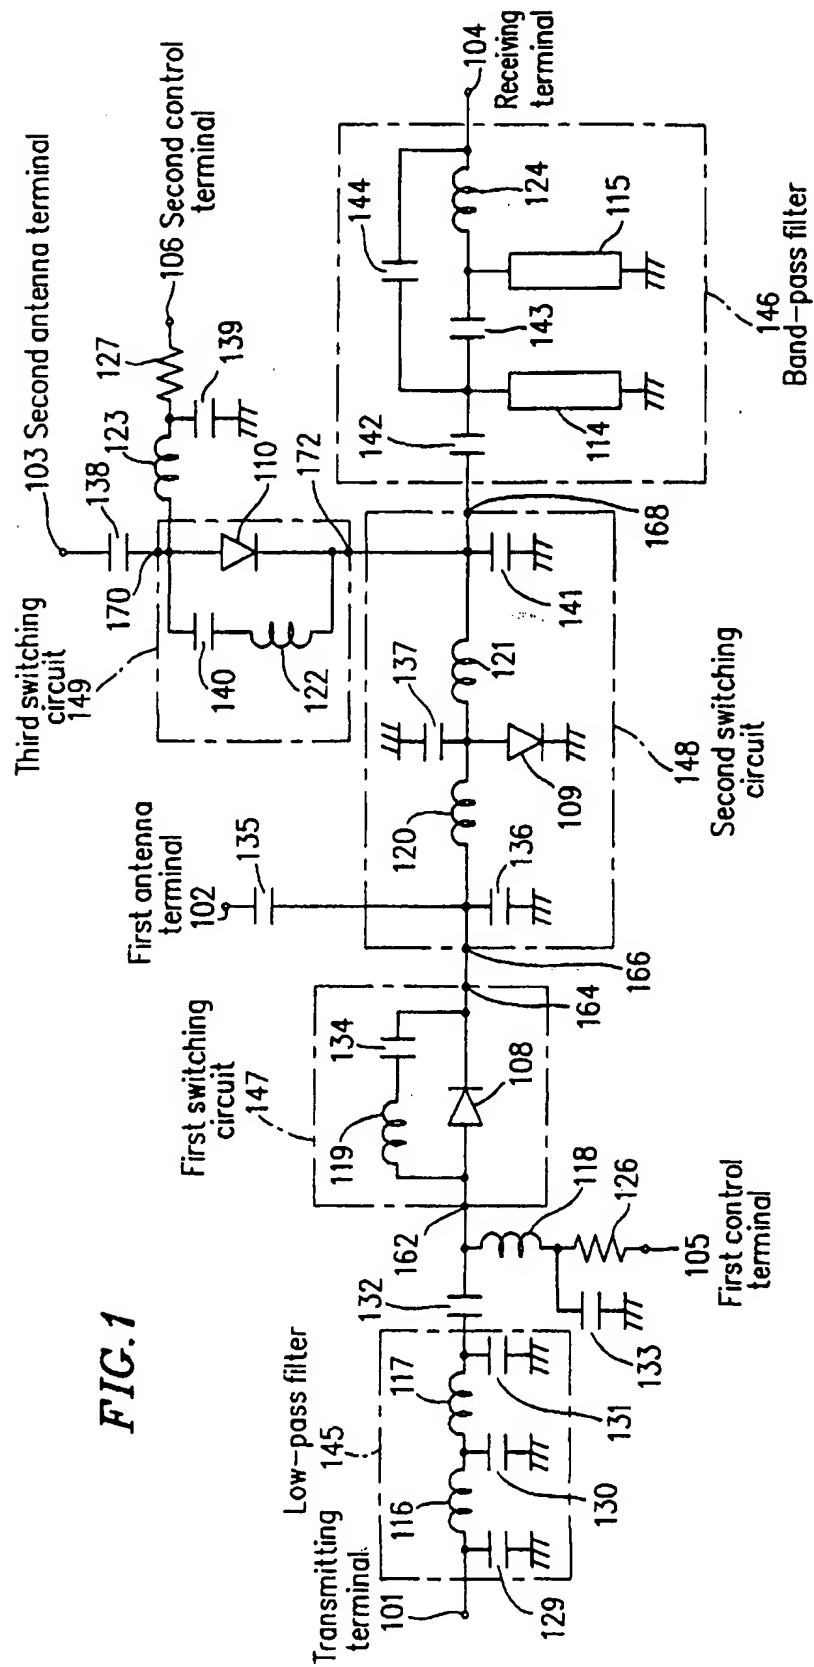 FIG.1
Transmitting
terminal
101
Low-pass filter
145
116
117
129
130
131
132
133
First control
terminal
105
126
118
162
First switching
circuit
147
119
134
108
164
166
First antenna
terminal
102
135
120
136
137
109
121
141
148
Second switching
circuit
Third switching
circuit
149
170
140
122
110
172
138
103 Second antenna terminal
123
127
139
106 Second control
terminal
168
142
114
143
144
115
124
146
Band-pass filter
104
Receiving
terminal